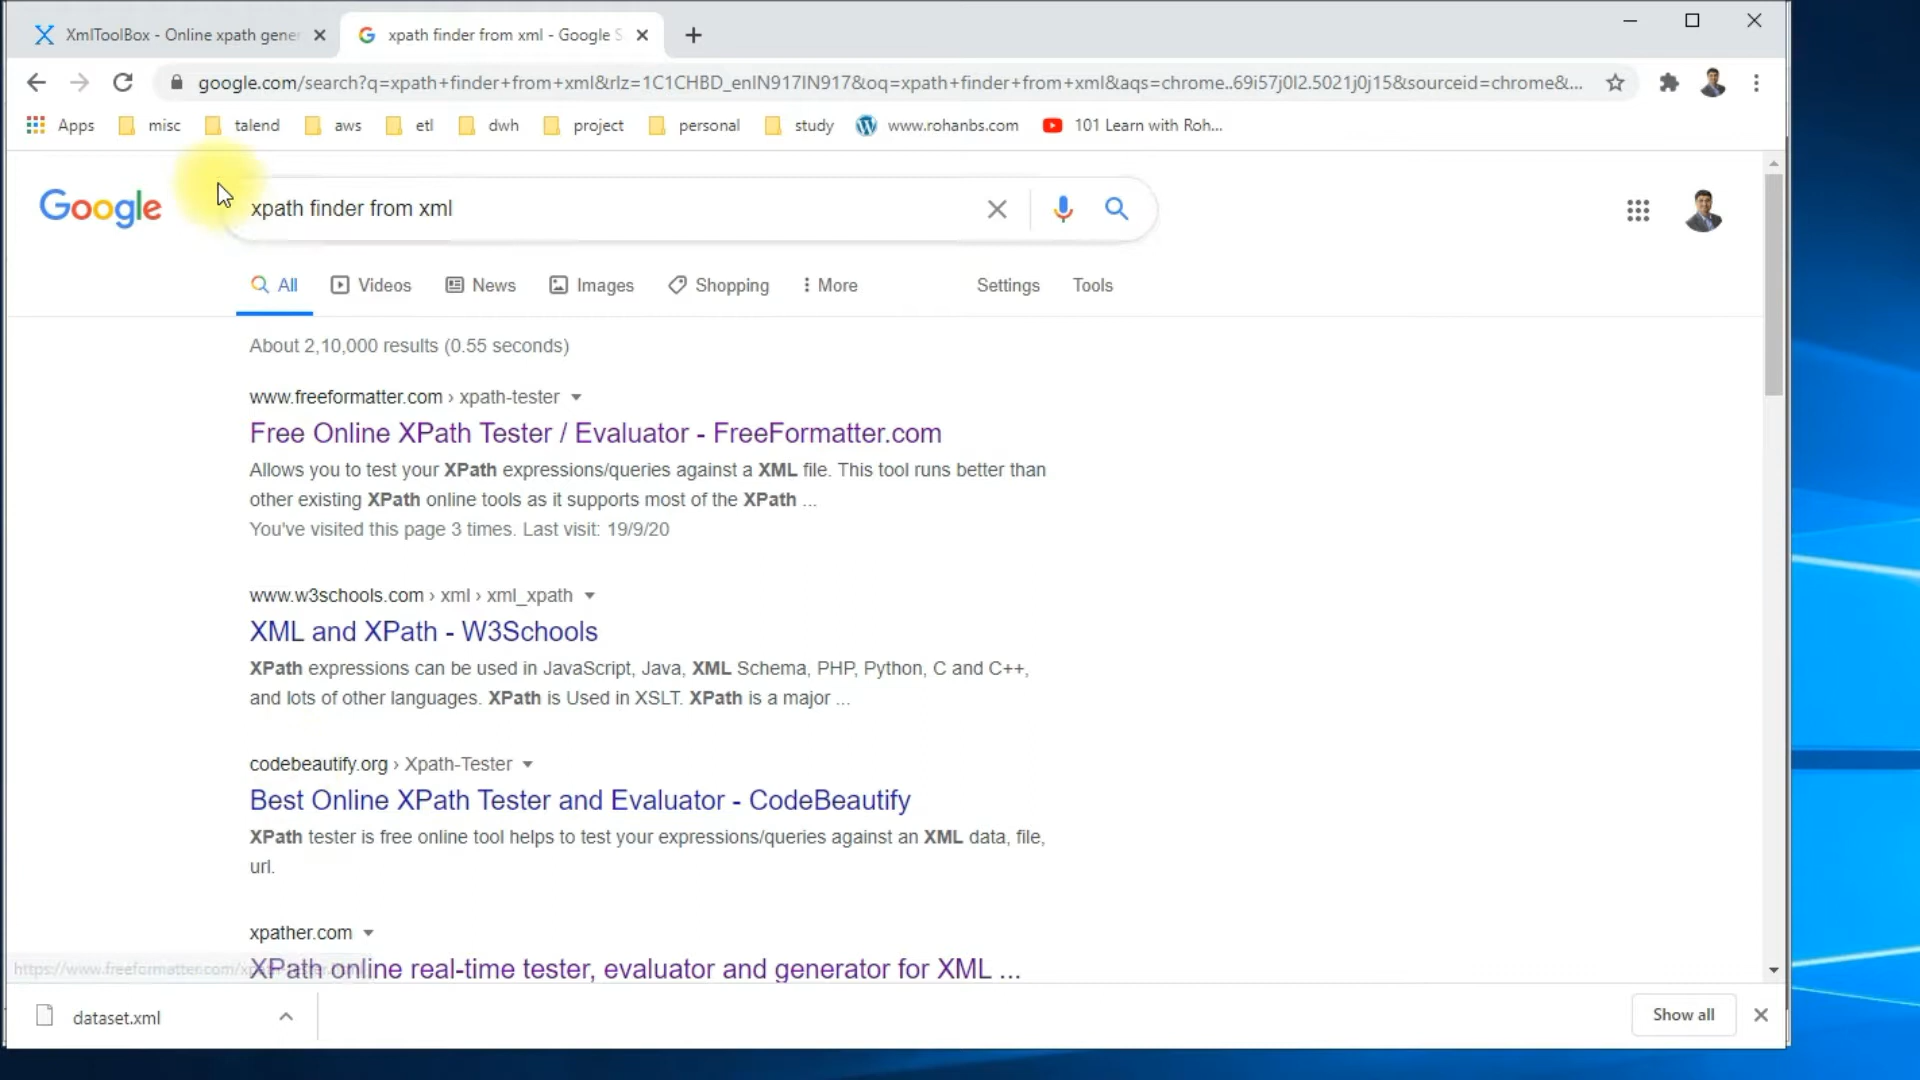 XmlToolBox - Online xpath gene
xpath finder from xml - Google S
google.com/search?q=xpath+finder+from+xml&rlz=1C1CHBD_enIN917IN917&oq=xpath+finder+from+xml&aqs=chrome..69i57j0l2.5021j0j15&sourceid=chrome&...
Apps misc talend aws etl dwh project personal study www.rohanbs.com 101 Learn with Roh...
Google
xpath finder from xml
All Videos News Images Shopping More Settings Tools
About 2,10,000 results (0.55 seconds)
www.freeformatter.com › xpath-tester
Free Online XPath Tester / Evaluator - FreeFormatter.com
Allows you to test your XPath expressions/queries against a XML file. This tool runs better than
other existing XPath online tools as it supports most of the XPath ...
You've visited this page 3 times. Last visit: 19/9/20
www.w3schools.com › xml › xml_xpath
XML and XPath - W3Schools
XPath expressions can be used in JavaScript, Java, XML Schema, PHP, Python, C and C++,
and lots of other languages. XPath is Used in XSLT. XPath is a major ...
codebeautify.org › Xpath-Tester
Best Online XPath Tester and Evaluator - CodeBeautify
XPath tester is free online tool helps to test your expressions/queries against an XML data, file,
url.
xpather.com
XPath online real-time tester, evaluator and generator for XML ...
dataset.xml
Show all